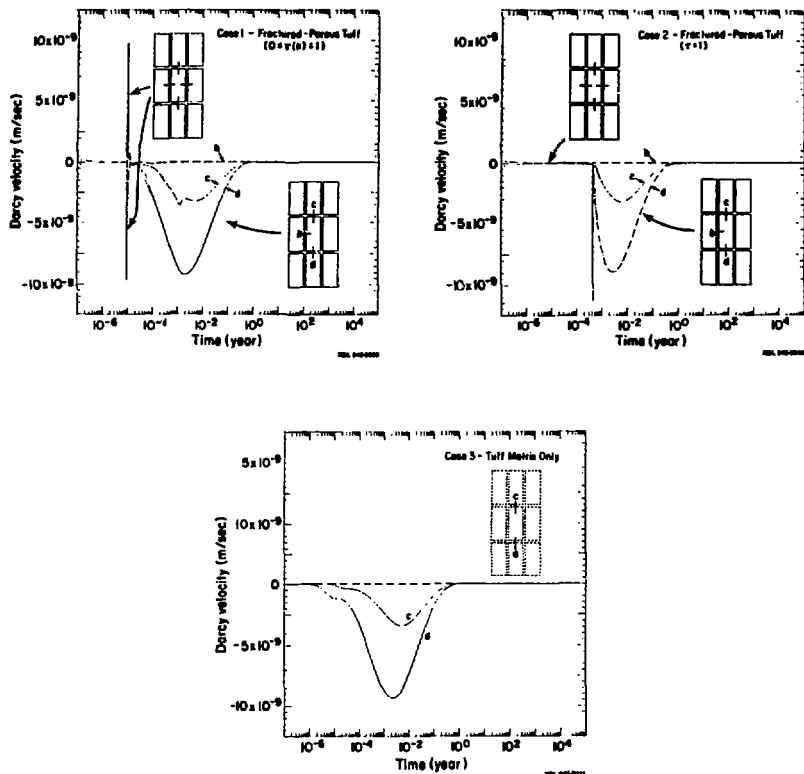 Case 1 - Fractured-Porous Tuff
10x10⁻⁹
5x10⁻⁹
0
-5x10⁻⁹
-10x10⁻⁹
Darcy velocity (m/sec)
b
c
d
c
d
10⁻⁶ 10⁻⁴ 10⁻² 10⁰ 10² 10⁴
Time (year)
Case 2 - Fractured-Porous Tuff
(τ=1)
10x10⁻⁹
5x10⁻⁹
0
-5x10⁻⁹
-10x10⁻⁹
Darcy velocity (m/sec)
b
c
d
c
b
d
10⁻⁶ 10⁻⁴ 10⁻² 10⁰ 10² 10⁴
Time (year)
Case 3 - Tuff Matrix Only
5x10⁻⁹
10x10⁻⁹
0
-5x10⁻⁹
-10x10⁻⁹
Darcy velocity (m/sec)
c
d
c
d
10⁻⁶ 10⁻⁴ 10⁻² 10⁰ 10² 10⁴
Time (year)